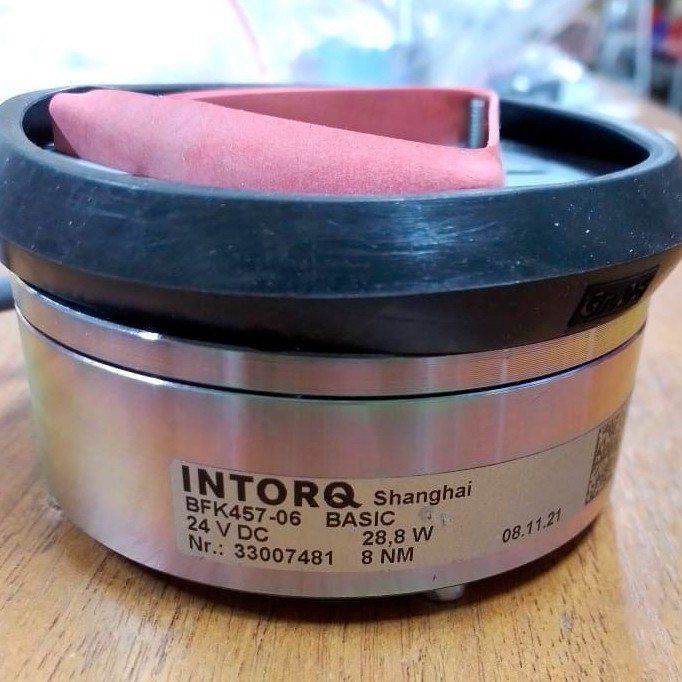 INTORQ Shanghai
BFK457-06 BASIC
24 V DC 28,8 W 08.11.21
Nr.: 33007481 8 NM